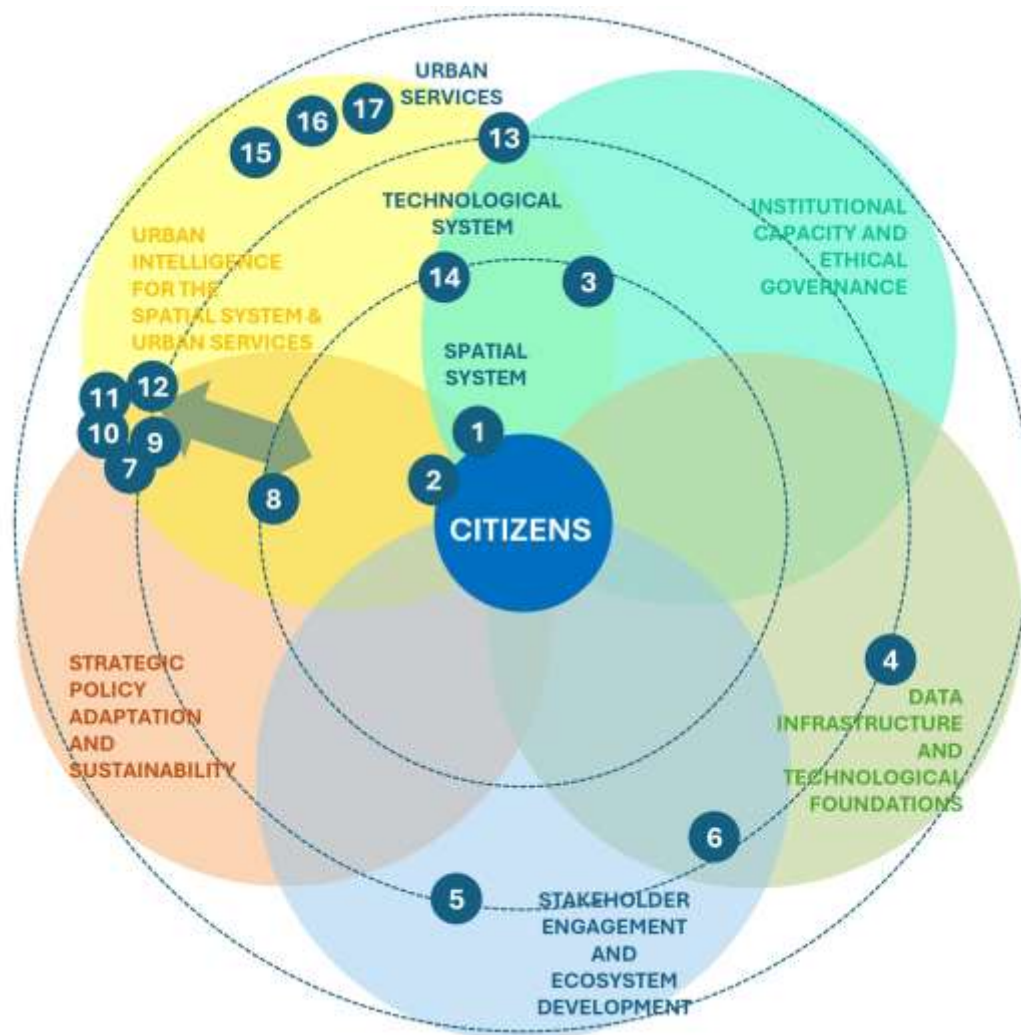 URBAN
SERVICES
17
16
15
13
TECHNOLOGICAL
SYSTEM
INSTITUTIONAL
CAPACITY AND
ETHICAL
GOVERNANCE
URBAN
INTELLIGENCE
FOR THE
SPATIAL SYSTEM &
URBAN SERVICES
14
3
SPATIAL
SYSTEM
11
12
10
9
7
8
1
2
CITIZENS
STRATEGIC
POLICY
ADAPTATION
AND
SUSTAINABILITY
4
DATA
INFRASTRUCTURE
AND
TECHNOLOGICAL
FOUNDATIONS
6
5
STAKEHOLDER
ENGAGEMENT
AND
ECOSYSTEM
DEVELOPMENT